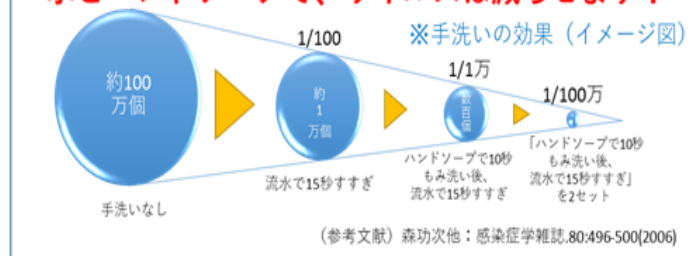 ※手洗いの効果（イメージ図）
約100
万個
手洗いなし
1/100
約
1
万個
流水で15秒すすぎ
1/1万
数百個
ハンドソープで10秒
もみ洗い後、
流水で15秒すすぎ
1/100万
「ハンドソープで10秒
もみ洗い後、
流水で15秒すすぎ」
を2セット
（参考文献）森功次他：感染症学雑誌.80:496-500(2006)